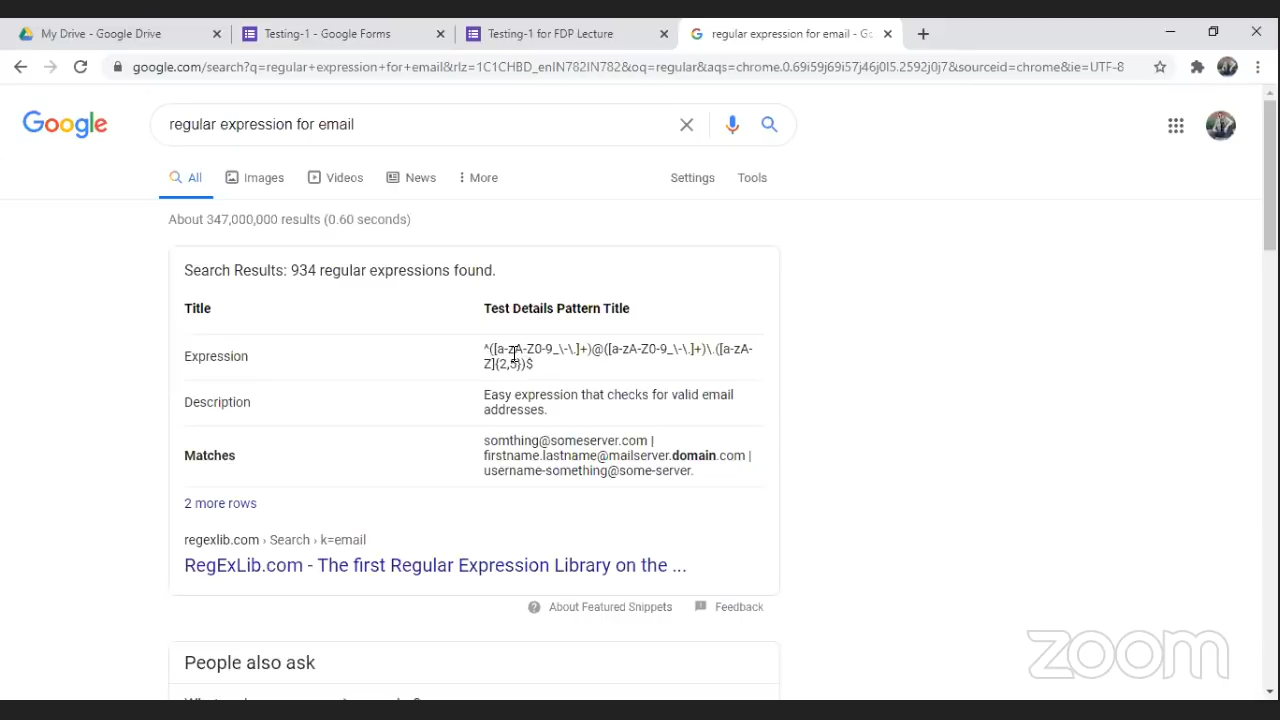 My Drive - Google Drive
Testing-1 - Google Forms
Testing-1 for FDP Lecture
regular expression for email - Go
google.com/search?q=regular+expression+for+email&rlz=1C1CHBD_enIN782IN782&oq=regular&aqs=chrome.0.69i59j69i57j46j0l5.2592j0j7&sourceid=chrome&ie=UTF-8
Google
regular expression for email
All
Images
Videos
News
More
Settings
Tools
About 347,000,000 results (0.60 seconds)
Search Results: 934 regular expressions found.
Title
Test Details Pattern Title
Expression
^([a-zA-Z0-9_\-\.]+)@([a-zA-Z0-9_\-\.]+)\.([a-zA-
Z]{2,5})$
Description
Easy expression that checks for valid email
addresses.
Matches
somthing@someserver.com |
firstname.lastname@mailserver.domain.com |
username-something@some-server.
2 more rows
regexlib.com › Search › k=email
RegExLib.com - The first Regular Expression Library on the ...
About Featured Snippets
Feedback
People also ask
zoom